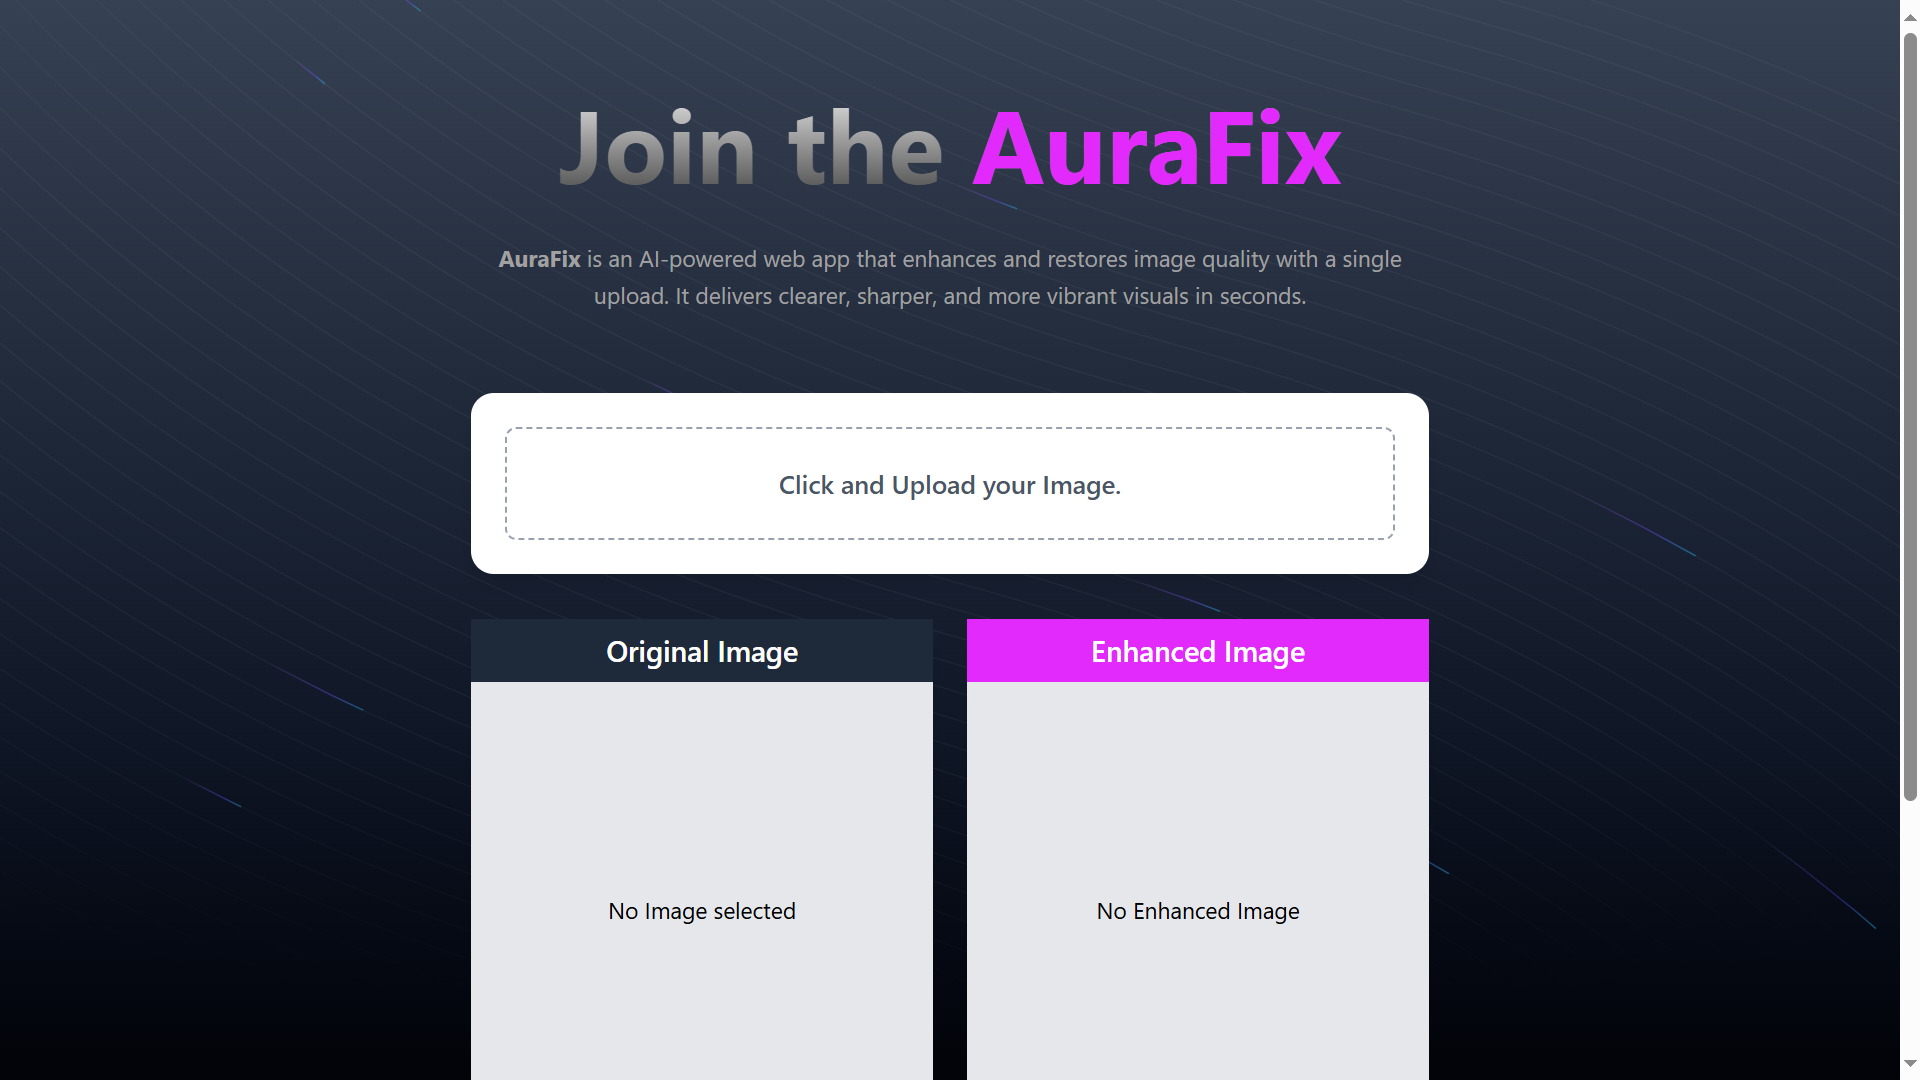 Join the AuraFix
AuraFix is an AI-powered web app that enhances and restores image quality with a single
upload. It delivers clearer, sharper, and more vibrant visuals in seconds.
Click and Upload your Image.
Original Image
Enhanced Image
No Image selected
No Enhanced Image